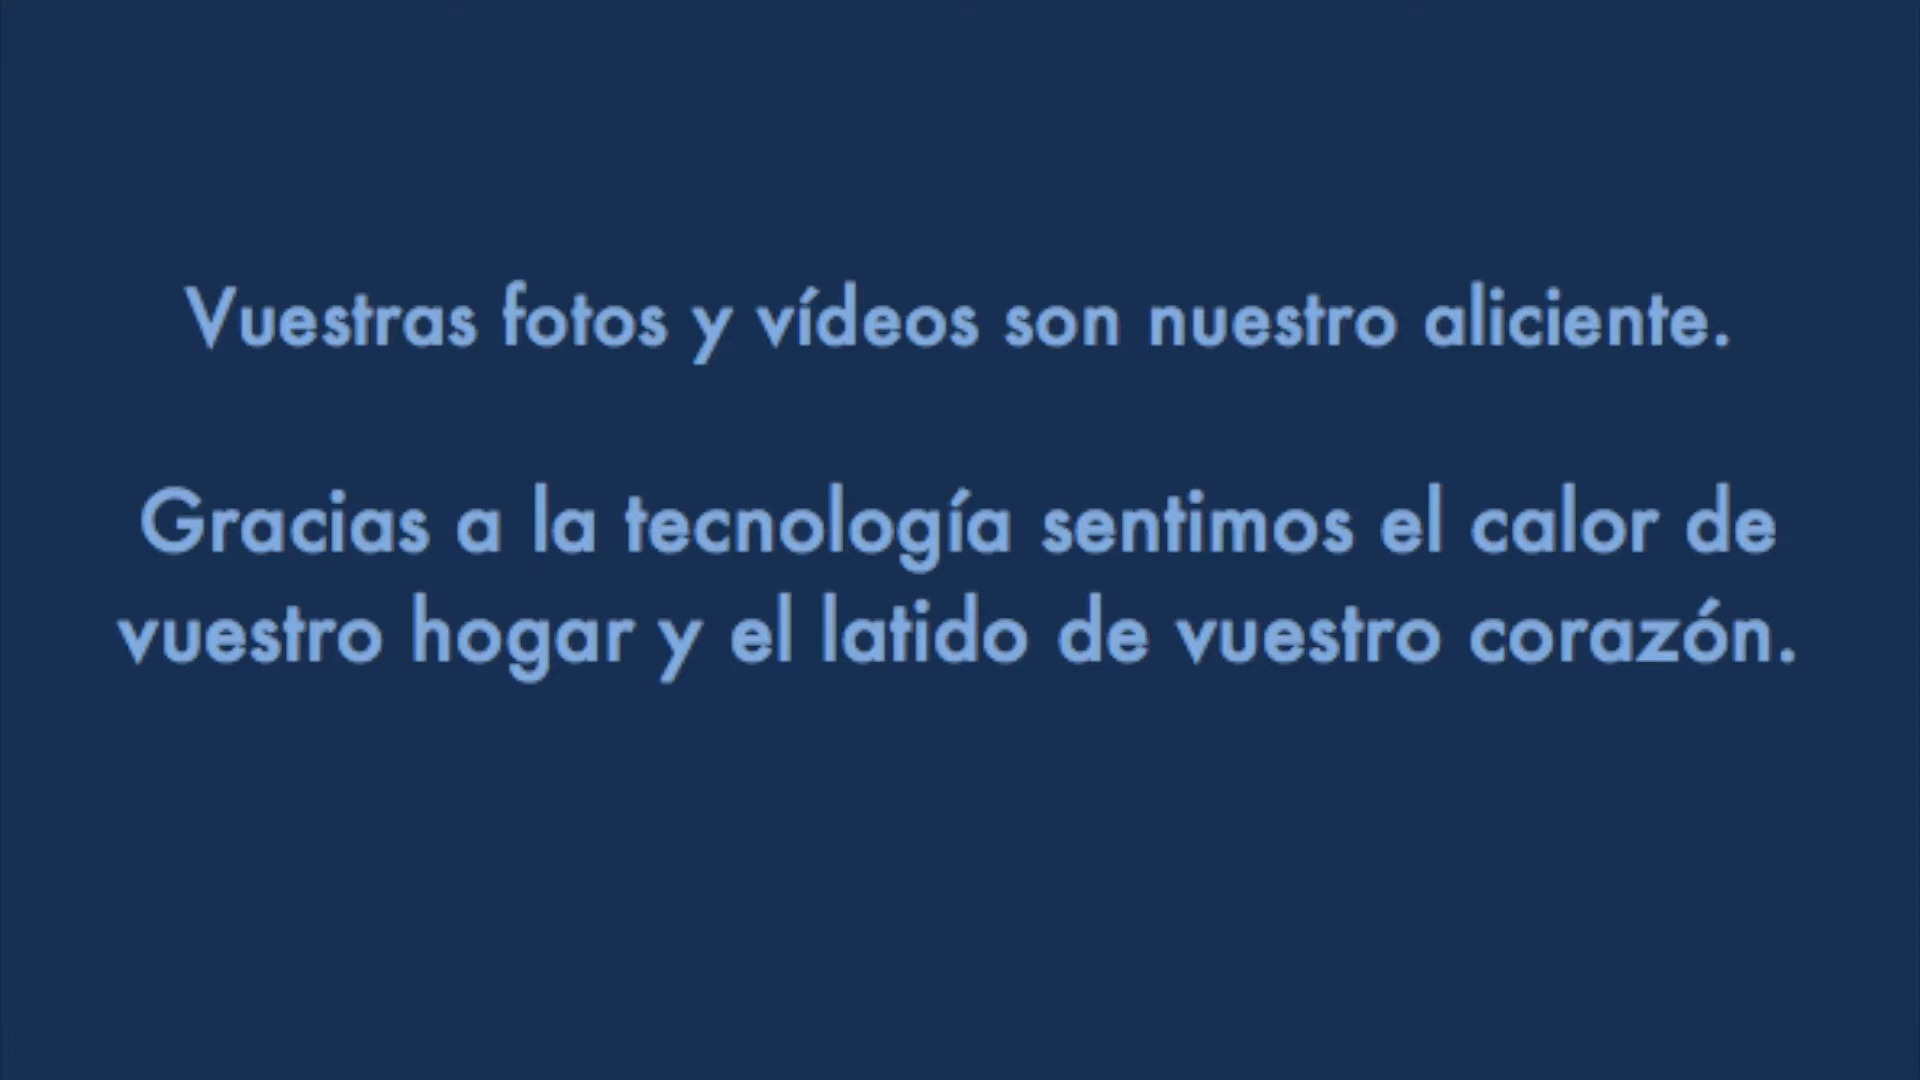 Vuestras fotos y vídeos son nuestro aliciente.
Gracias a la tecnología sentimos el calor de
vuestro hogar y el latido de vuestro corazón.